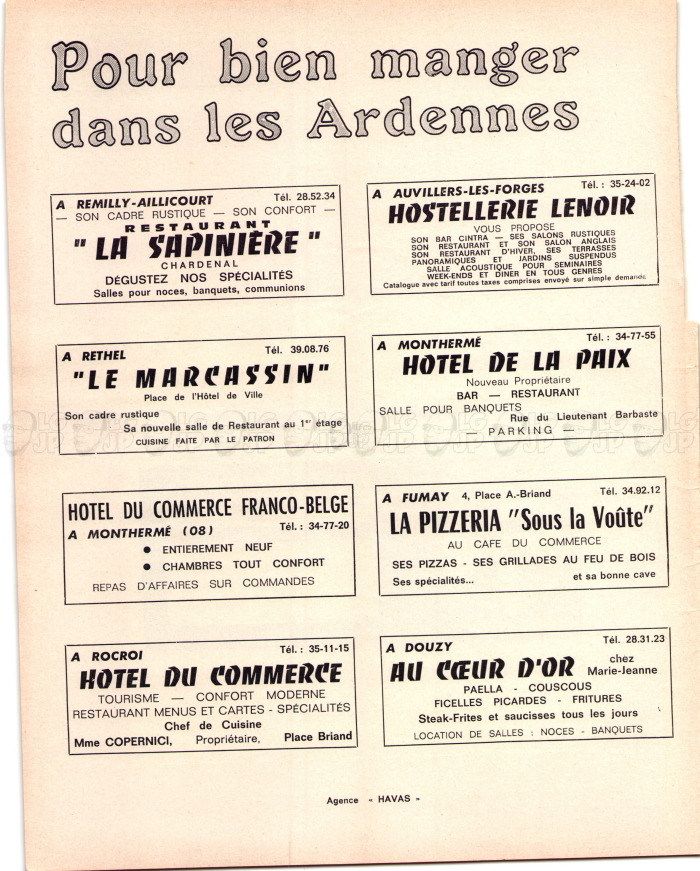 Pour bien manger
dans les Ardennes
A REMILLY-AILLICOURT Tél. 28.52.34
— SON CADRE RUSTIQUE — SON CONFORT —
RESTAURANT
" LA SAPINIÈRE "
CHARDENAL
DÉGUSTEZ NOS SPÉCIALITÉS
Salles pour noces, banquets, communions
A AUVILLERS-LES-FORGES Tél. : 35-24-02
HOSTELLERIE LENOIR
VOUS PROPOSE
SON BAR CINTRA — SES SALONS RUSTIQUES
SON RESTAURANT ET SON SALON ANGLAIS
SON RESTAURANT D'HIVER, SES TERRASSES
PANORAMIQUES ET JARDINS SUSPENDUS
SALLE ACOUSTIQUE POUR SEMINAIRES
WEEK-ENDS ET DINER EN TOUS GENRES
Catalogue avec tarif toutes taxes comprises envoyé sur simple demande
A RETHEL Tél. 39.08.76
"LE MARCASSIN"
Place de l'Hôtel de Ville
Son cadre rustique
Sa nouvelle salle de Restaurant au 1er étage
CUISINE FAITE PAR LE PATRON
A MONTHERMÉ Tél. : 34-77-55
HOTEL DE LA PAIX
Nouveau Propriétaire
BAR — RESTAURANT
SALLE POUR BANQUETS
Rue du Lieutenant Barbaste
— PARKING —
HOTEL DU COMMERCE FRANCO-BELGE
A MONTHERMÉ (08) Tél. : 34-77-20
● ENTIEREMENT NEUF
● CHAMBRES TOUT CONFORT
REPAS D'AFFAIRES SUR COMMANDES
A FUMAY 4, Place A.-Briand Tél. 34.92.12
LA PIZZERIA "Sous la Voûte"
AU CAFE DU COMMERCE
SES PIZZAS - SES GRILLADES AU FEU DE BOIS
Ses spécialités... et sa bonne cave
A ROCROI Tél. : 35-11-15
HOTEL DU COMMERCE
TOURISME — CONFORT MODERNE
RESTAURANT MENUS ET CARTES - SPÉCIALITÉS
Chef de Cuisine
Mme COPERNICI, Propriétaire, Place Briand
A DOUZY Tél. 28.31.23
AU CŒUR D'OR chez
Marie-Jeanne
PAELLA - COUSCOUS
FICELLES PICARDES - FRITURES
Steak-Frites et saucisses tous les jours
LOCATION DE SALLES : NOCES - BANQUETS
Agence « HAVAS »